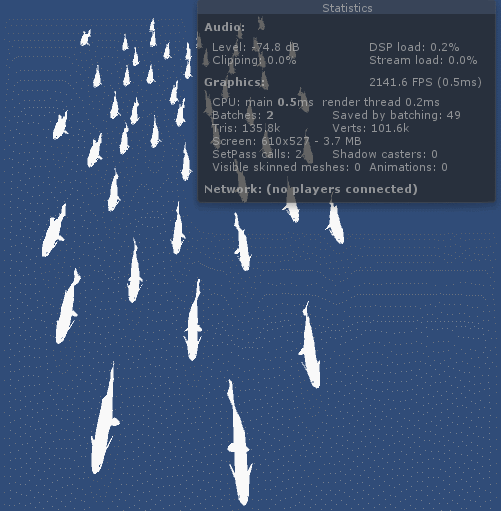 Statistics
Audio:
Level: -74.8 dB DSP load: 0.2%
Clipping: 0.0% Stream load: 0.0%
Graphics: 2141.6 FPS (0.5ms)
CPU: main 0.5ms render thread 0.2ms
Batches: 2 Saved by batching: 49
Tris: 135.8k Verts: 101.6k
Screen: 610x527 - 3.7 MB
SetPass calls: 2 Shadow casters: 0
Visible skinned meshes: 0 Animations: 0
Network: (no players connected)